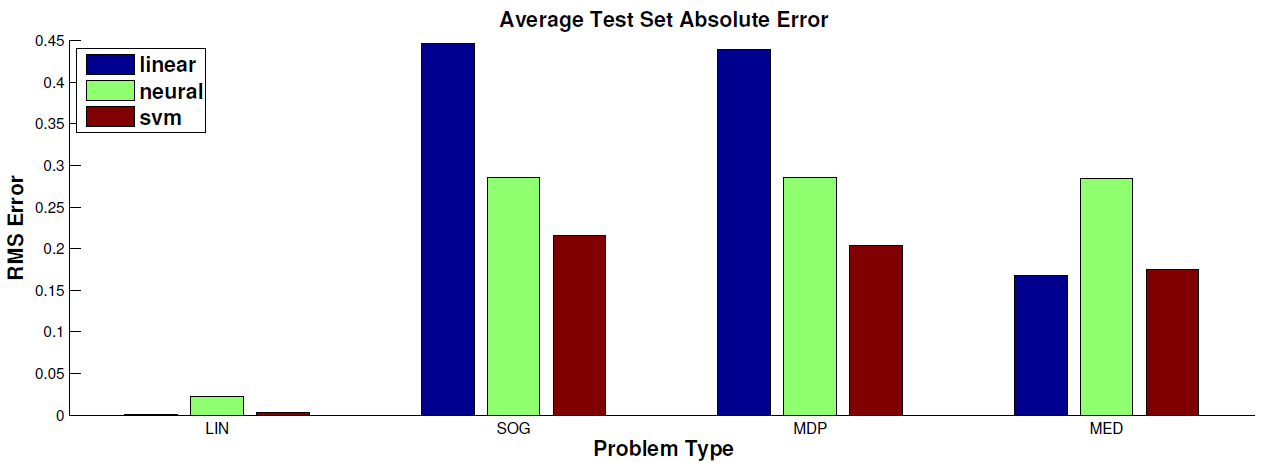 Average Test Set Absolute Error
0.45
0.4
0.35
0.3
0.25
0.2
0.15
0.1
0.05
0
linear
neural
svm
RMS Error
LIN SOG MDP MED
Problem Type